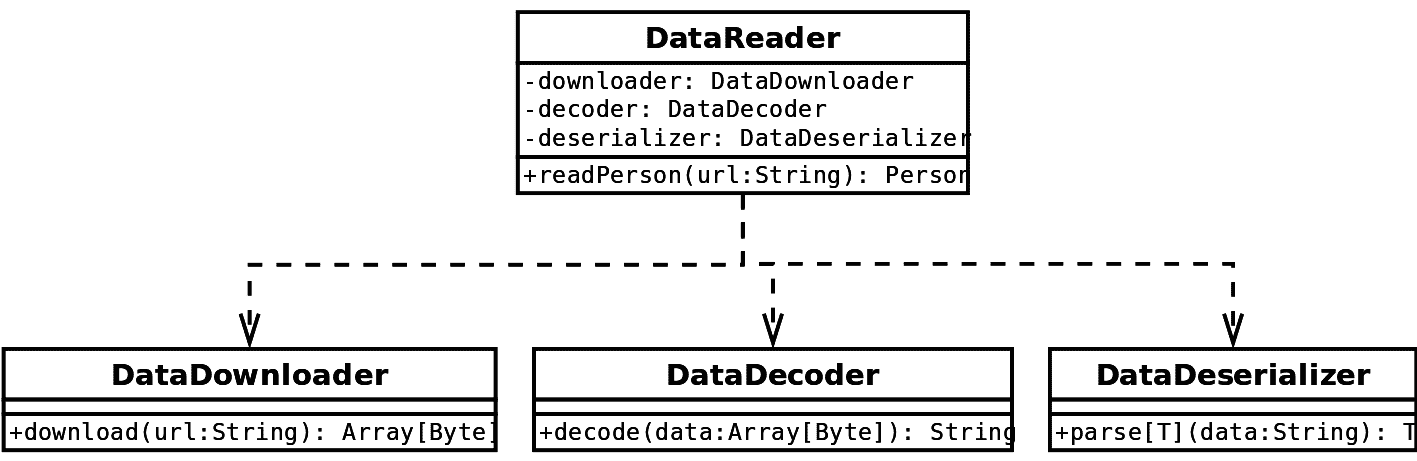 DataReader
-downloader: DataDownloader
-decoder: DataDecoder
-deserializer: DataDeserializer
+readPerson(url:String): Person
DataDownloader
+download(url:String): Array[Byte]
DataDecoder
+decode(data:Array[Byte]): String
DataDeserializer
+parse[T](data:String): T